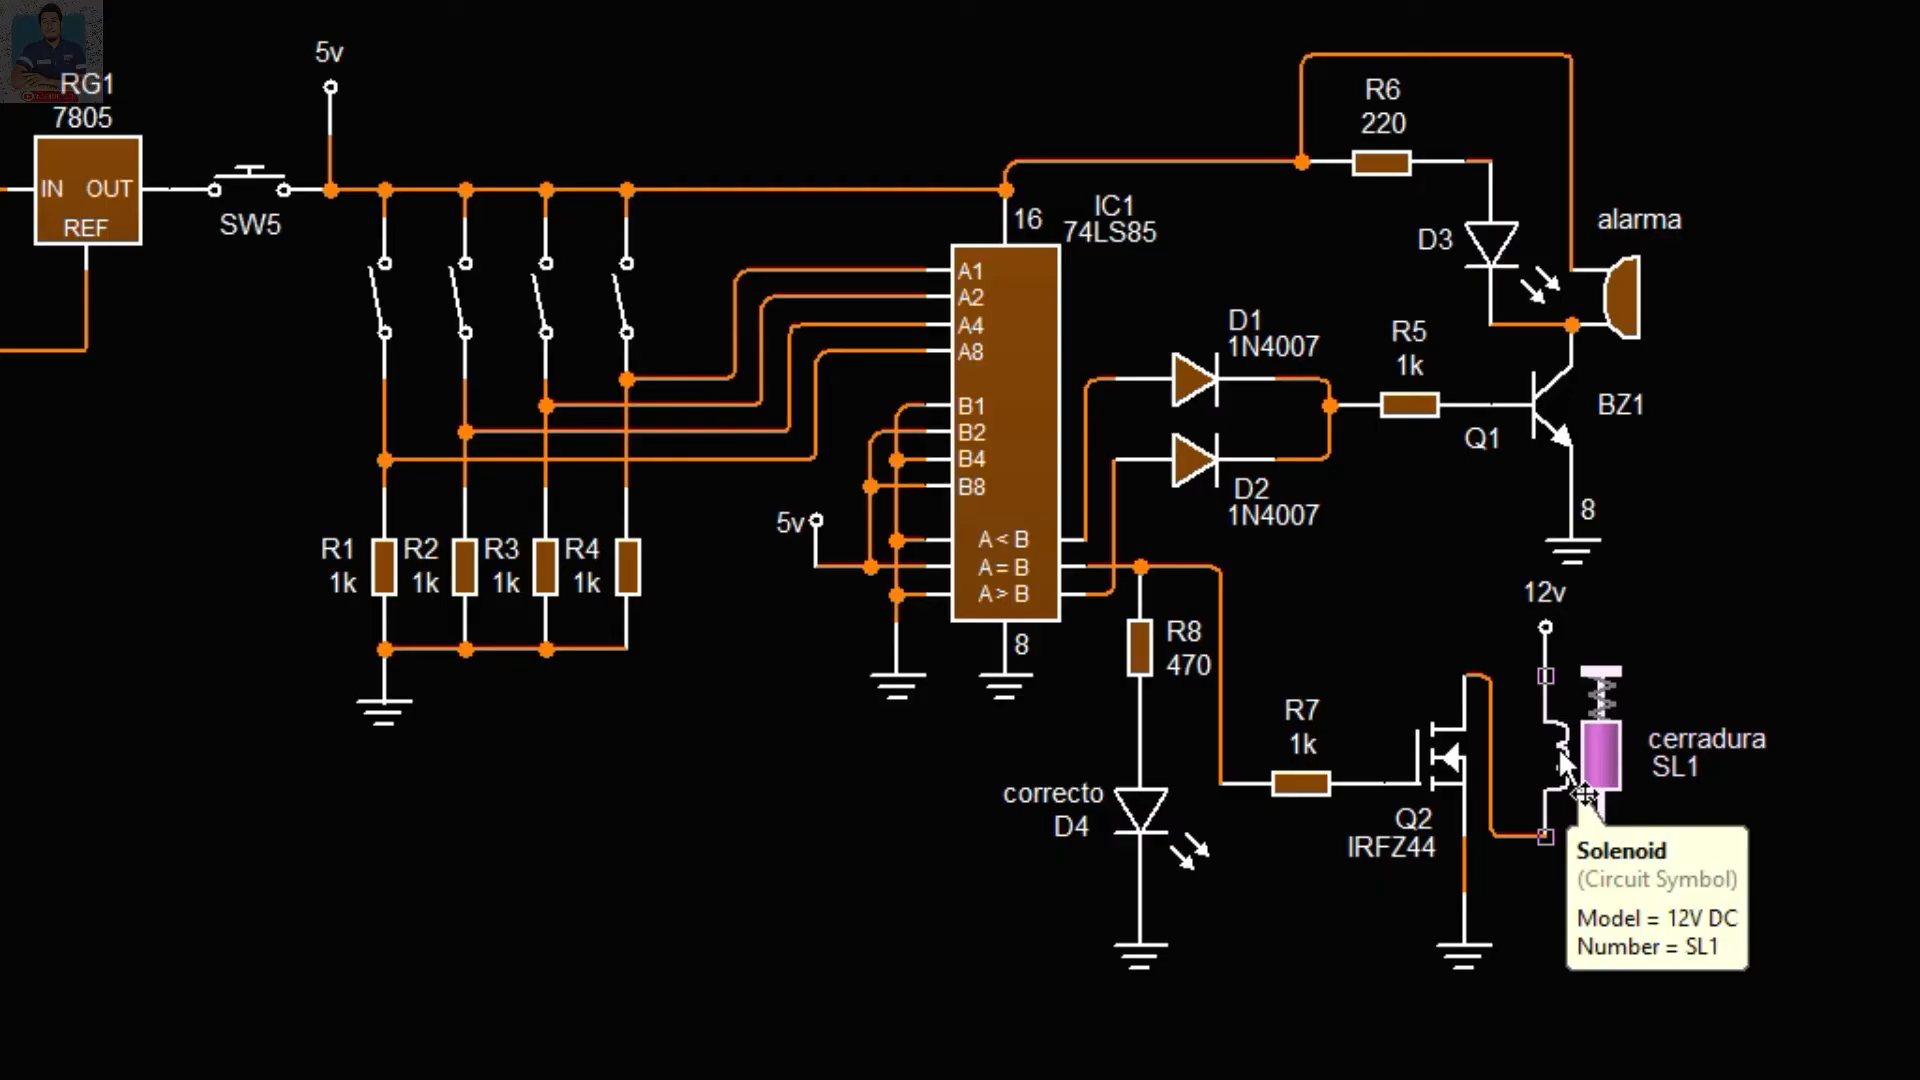 5v
RG1
7805
IN OUT
REF
SW5
R1
1k
R2
1k
R3
1k
R4
1k
5v
16
IC1
74LS85
A1
A2
A4
A8
B1
B2
B4
B8
A < B
A = B
A > B
8
D1
1N4007
D2
1N4007
R6
220
D3
alarma
R5
1k
Q1
BZ1
8
R8
470
correcto
D4
R7
1k
Q2
IRFZ44
12v
cerradura
SL1
Solenoid
(Circuit Symbol)
Model = 12V DC
Number = SL1